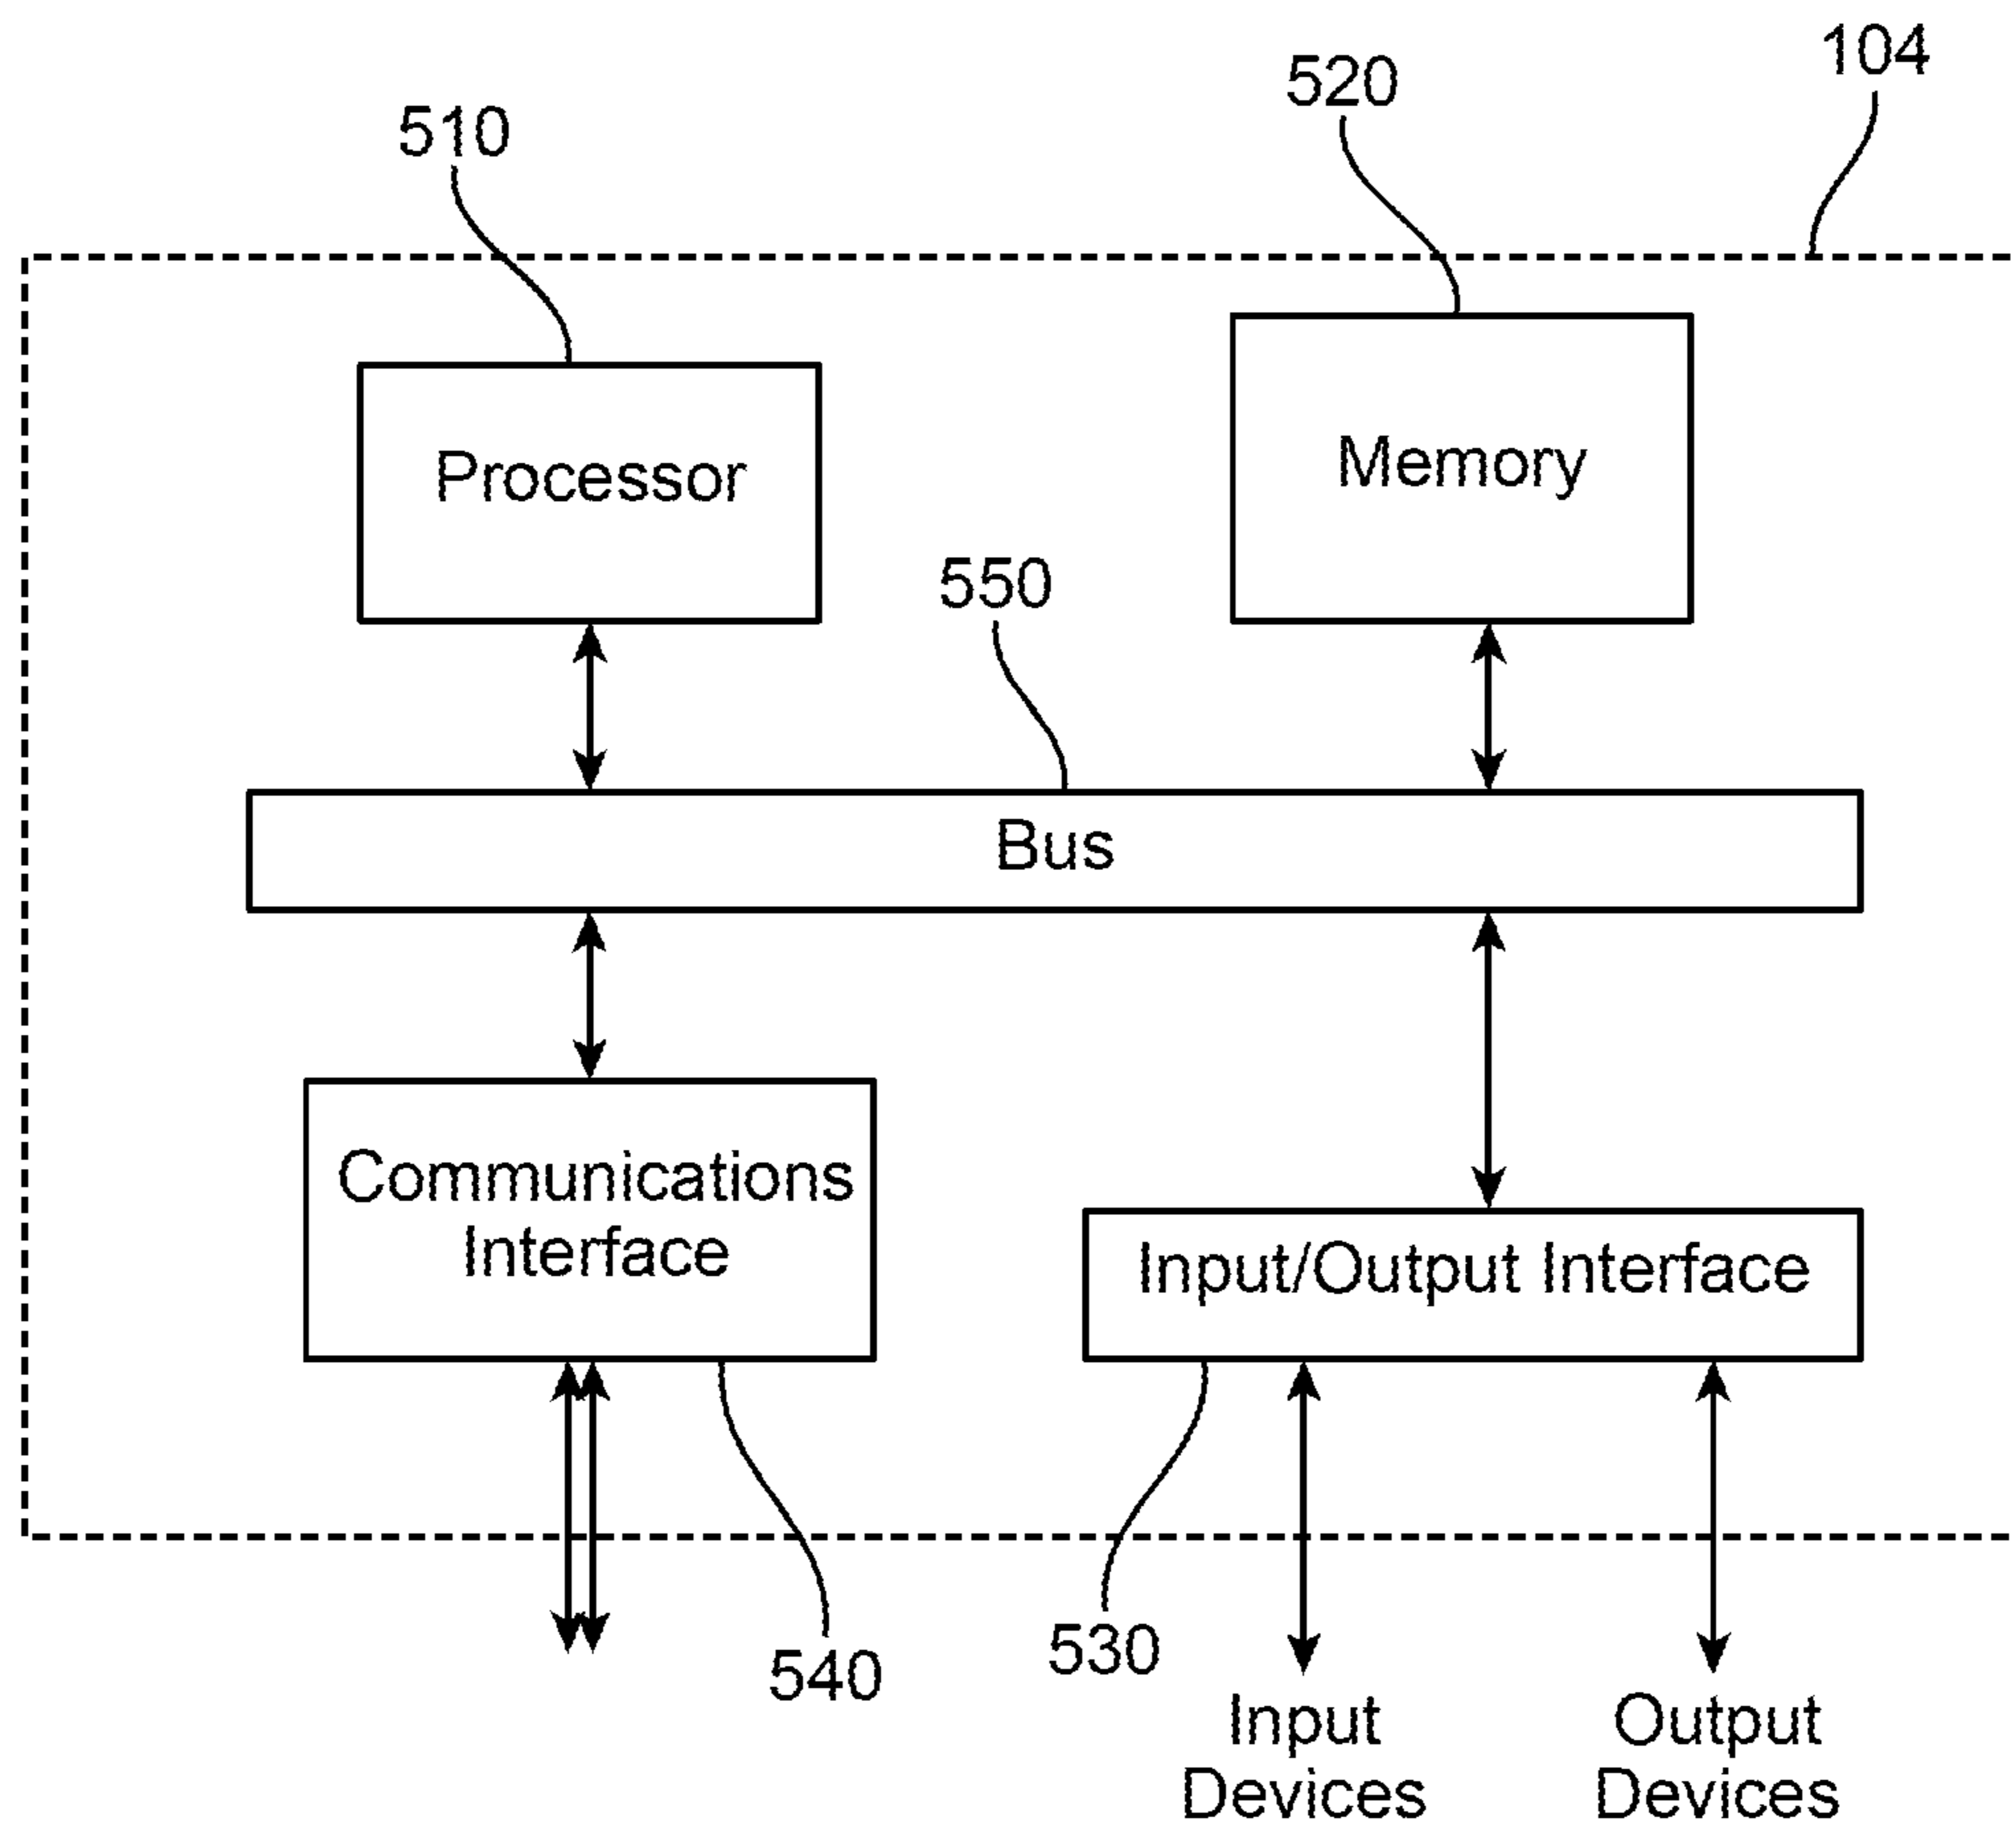 104
520
510
Processor
Memory
550
Bus
Communications
Interface
Input/Output Interface
530
540
Input
Devices
Output
Devices